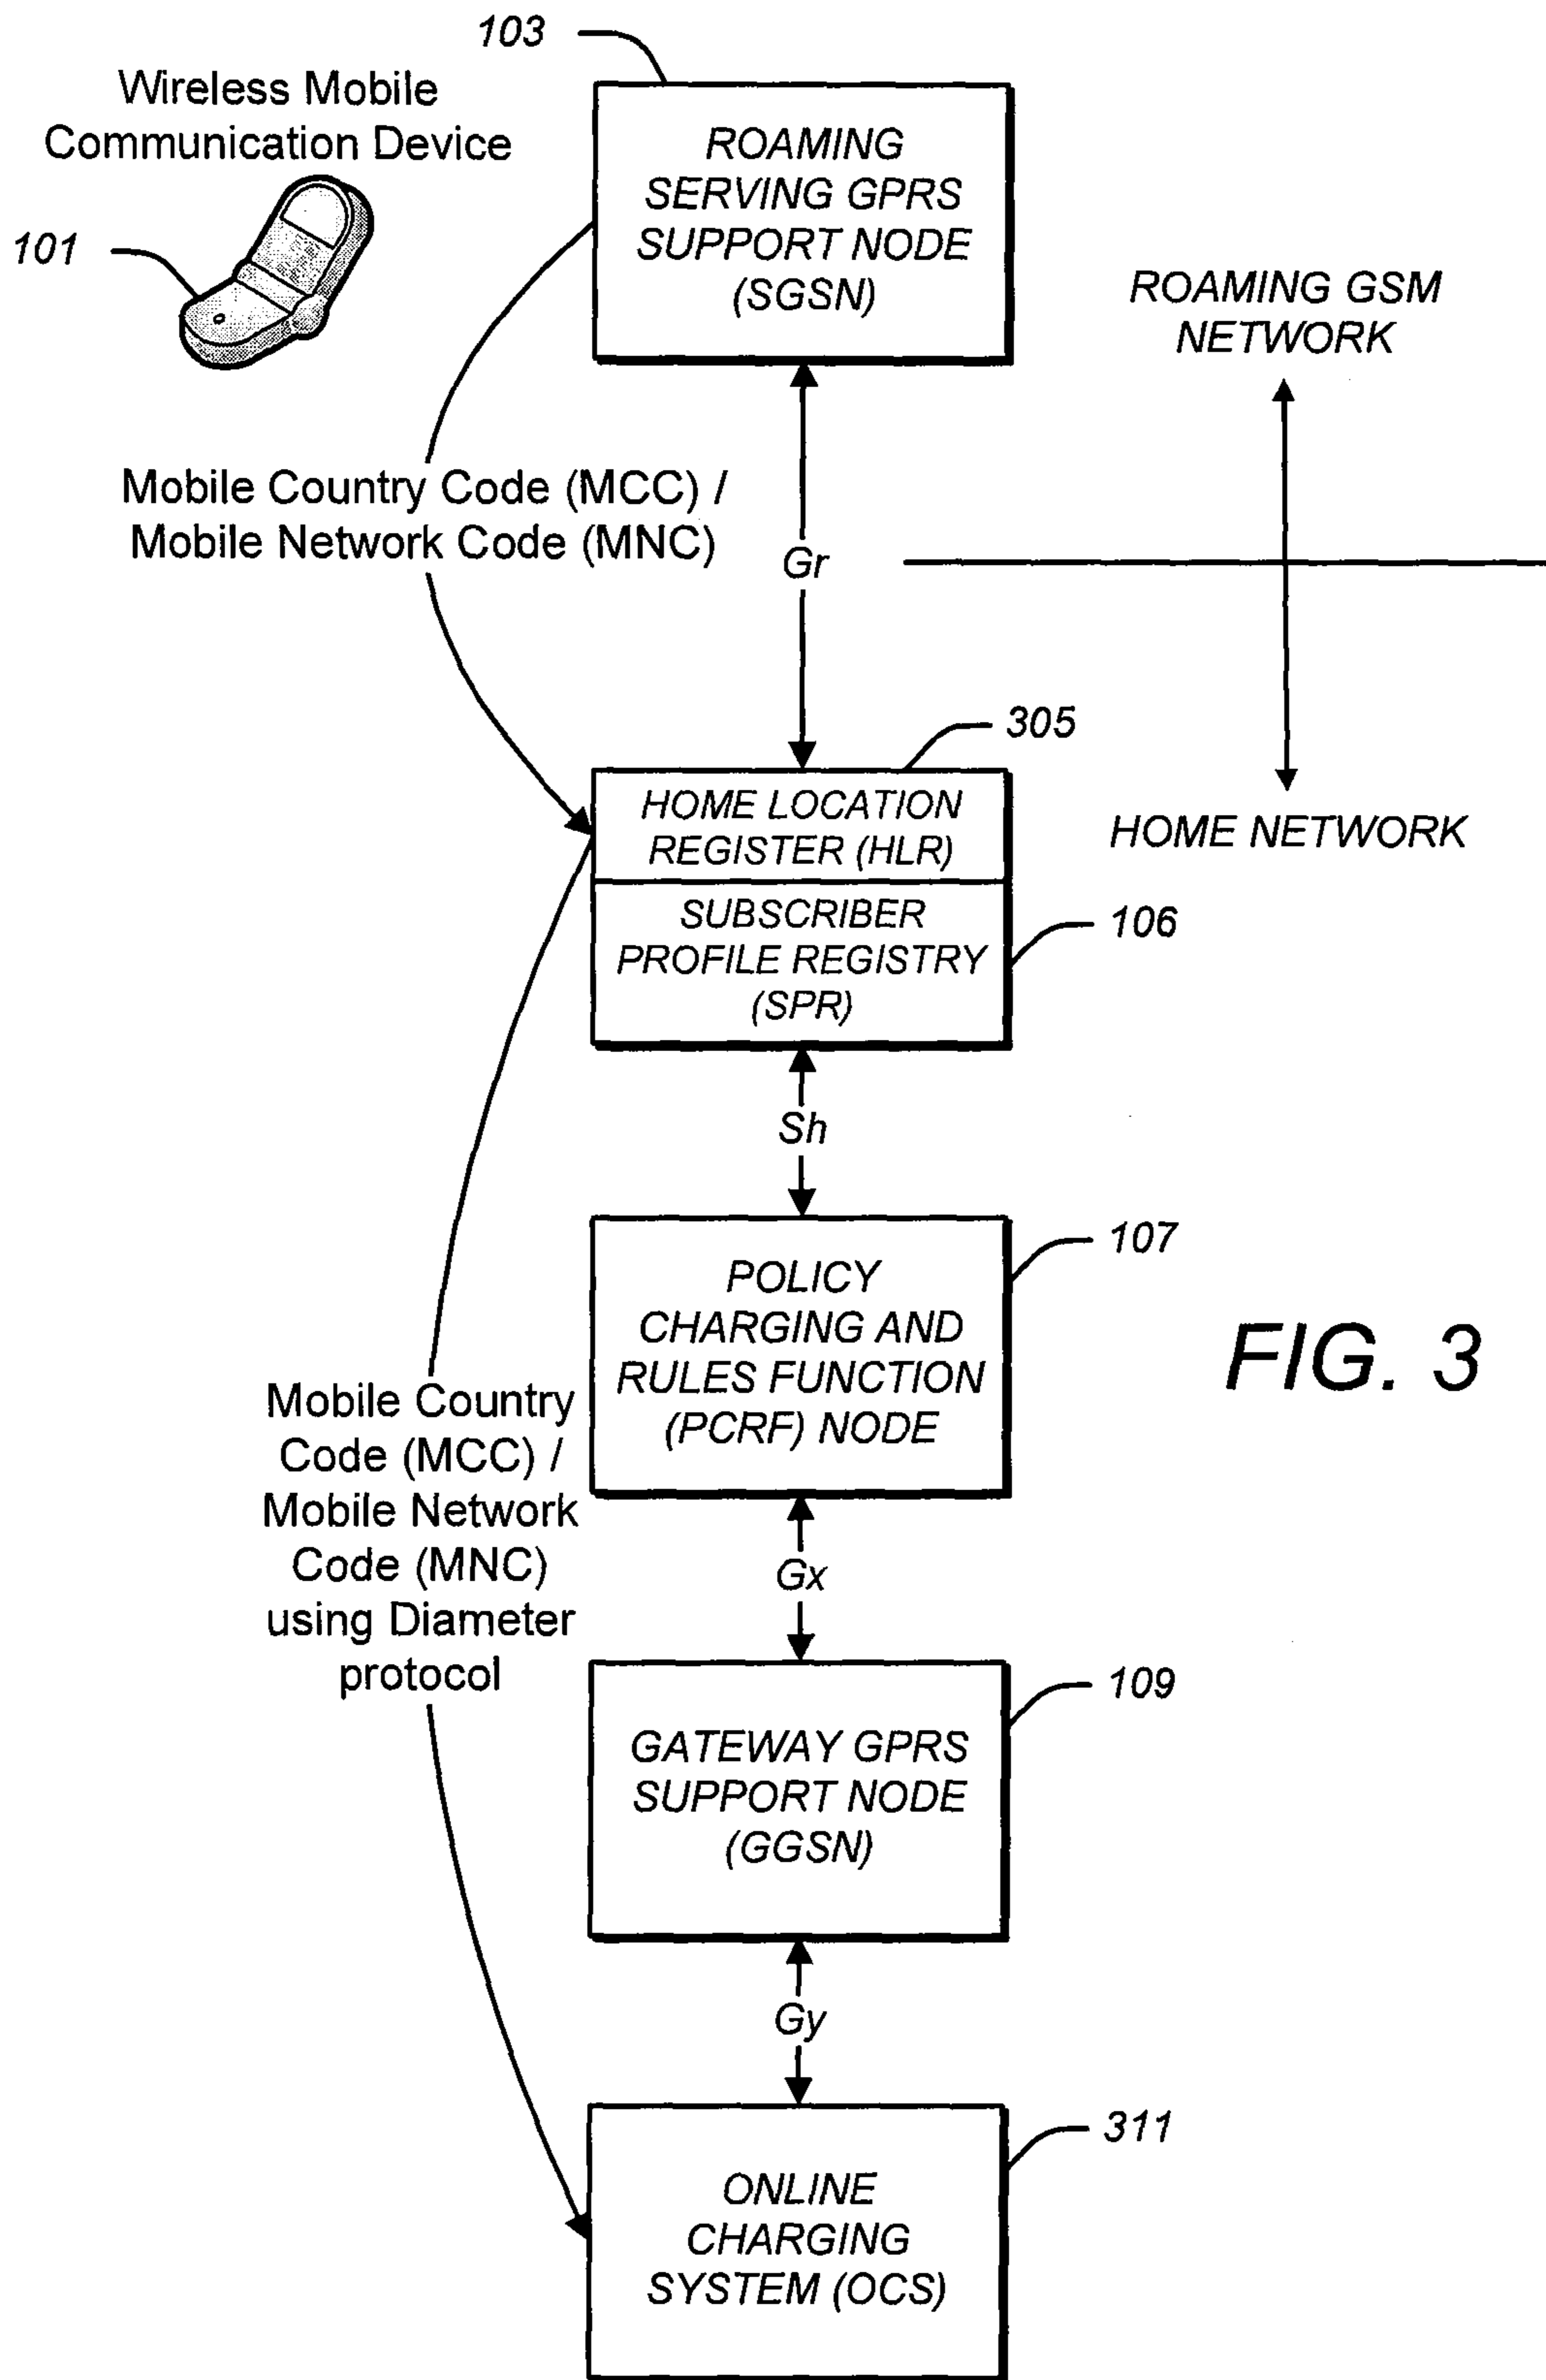 103
Wireless Mobile
Communication Device
101
ROAMING
SERVING GPRS
SUPPORT NODE
(SGSN)
ROAMING GSM
NETWORK
Mobile Country Code (MCC) /
Mobile Network Code (MNC)
Gr
305
HOME LOCATION
REGISTER (HLR)
HOME NETWORK
SUBSCRIBER
PROFILE REGISTRY
(SPR)
106
Sh
107
POLICY
CHARGING AND
RULES FUNCTION
(PCRF) NODE
FIG. 3
Mobile Country
Code (MCC) /
Mobile Network
Code (MNC)
using Diameter
protocol
Gx
109
GATEWAY GPRS
SUPPORT NODE
(GGSN)
Gy
311
ONLINE
CHARGING
SYSTEM (OCS)